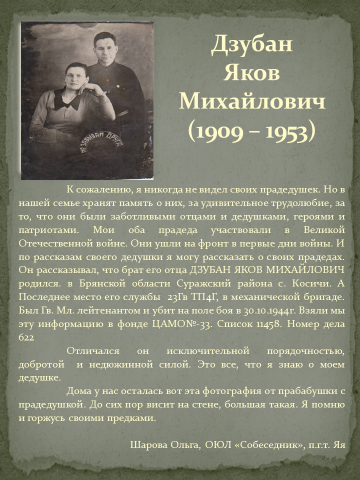 Дзубан
Яков
Михайлович
(1909 – 1953)
К сожалению, я никогда не видел своих прадедушек. Но в
нашей семье хранят память о них, за удивительное трудолюбие, за
то, что они были заботливыми отцами и дедушками, героями и
патриотами. Мои оба прадеда участвовали в Великой
Отечественной войне. Они ушли на фронт в первые дни войны. И
по рассказам своего дедушки я могу рассказать о своих прадедах.
Он рассказывал, что брат его отца ДЗУБАН ЯКОВ МИХАЙЛОВИЧ
родился. в Брянской области Суражский района с. Косичи. А
Последнее место его службы 23Гв ТП4Г, в механической бригаде.
Был Гв. Мл. лейтенантом и убит на поле боя в 30.10.1944г. Взяли мы
эту информацию в фонде ЦАМО№-33. Список 11458. Номер дела
622
Отличался он исключительной порядочностью,
добротой и недюжинной силой. Это все, что я знаю о моем
дедушке.
Дома у нас осталась вот эта фотография от прабабушки с
прадедушкой. До сих пор висит на стене, большая такая. Я помню
и горжусь своими предками.
Шарова Ольга, ОЮЛ «Собеседник», п.г.т. Яя